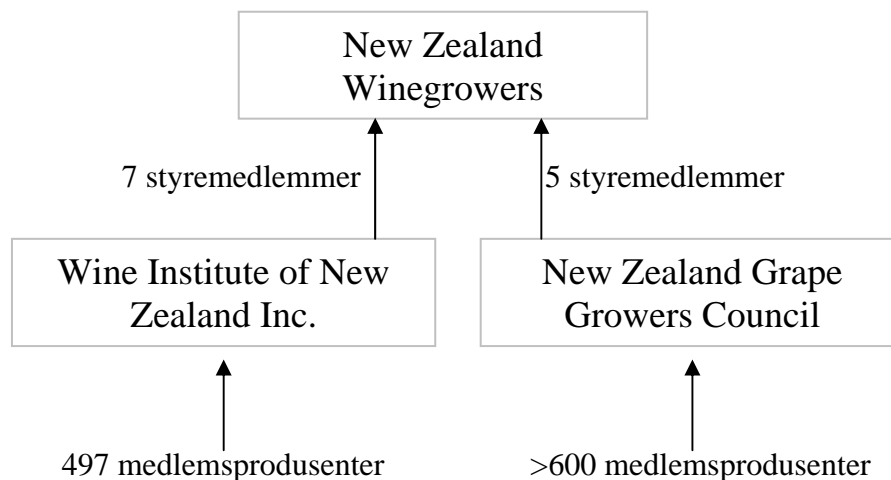 New Zealand
Winegrowers
7 styremedlemmer
5 styremedlemmer
Wine Institute of New
Zealand Inc.
New Zealand Grape
Growers Council
497 medlemsprodusenter
>600 medlemsprodusenter